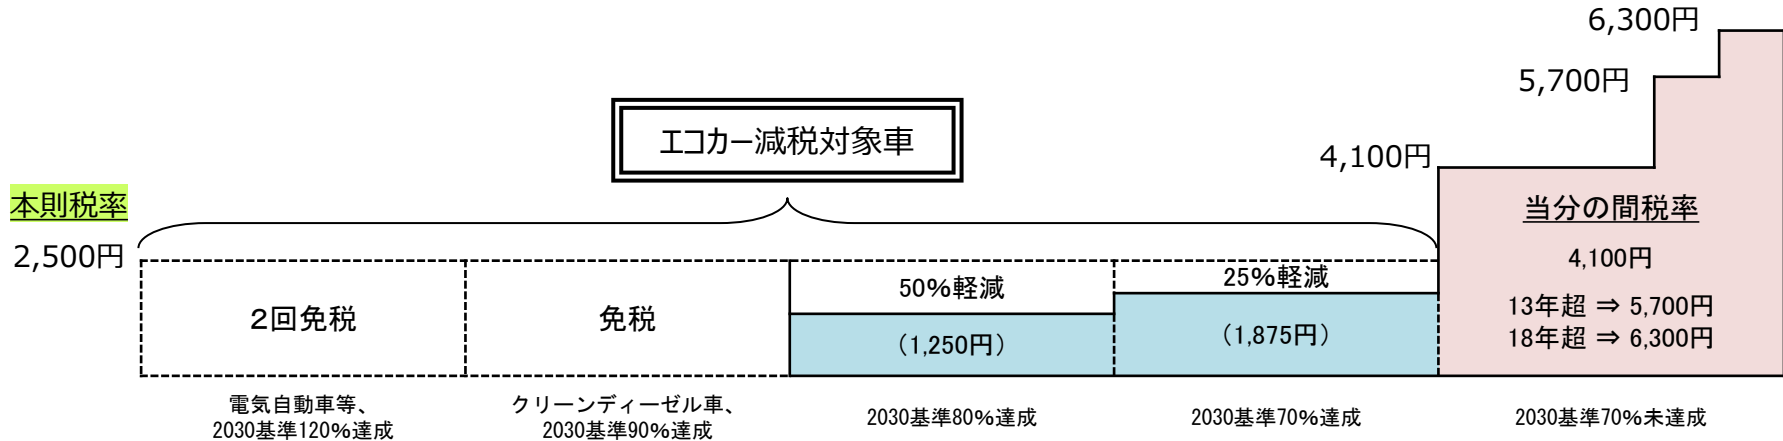 6,300円
5,700円
エコカー減税対象車
4,100円
本則税率
2,500円
当分の間税率
4,100円
13年超 ⇒ 5,700円
18年超 ⇒ 6,300円
2回免税
免税
50%軽減
(1,250円)
25%軽減
(1,875円)
電気自動車等、
2030基準120%達成
クリーンディーゼル車、
2030基準90%達成
2030基準80%達成
2030基準70%達成
2030基準70%未達成